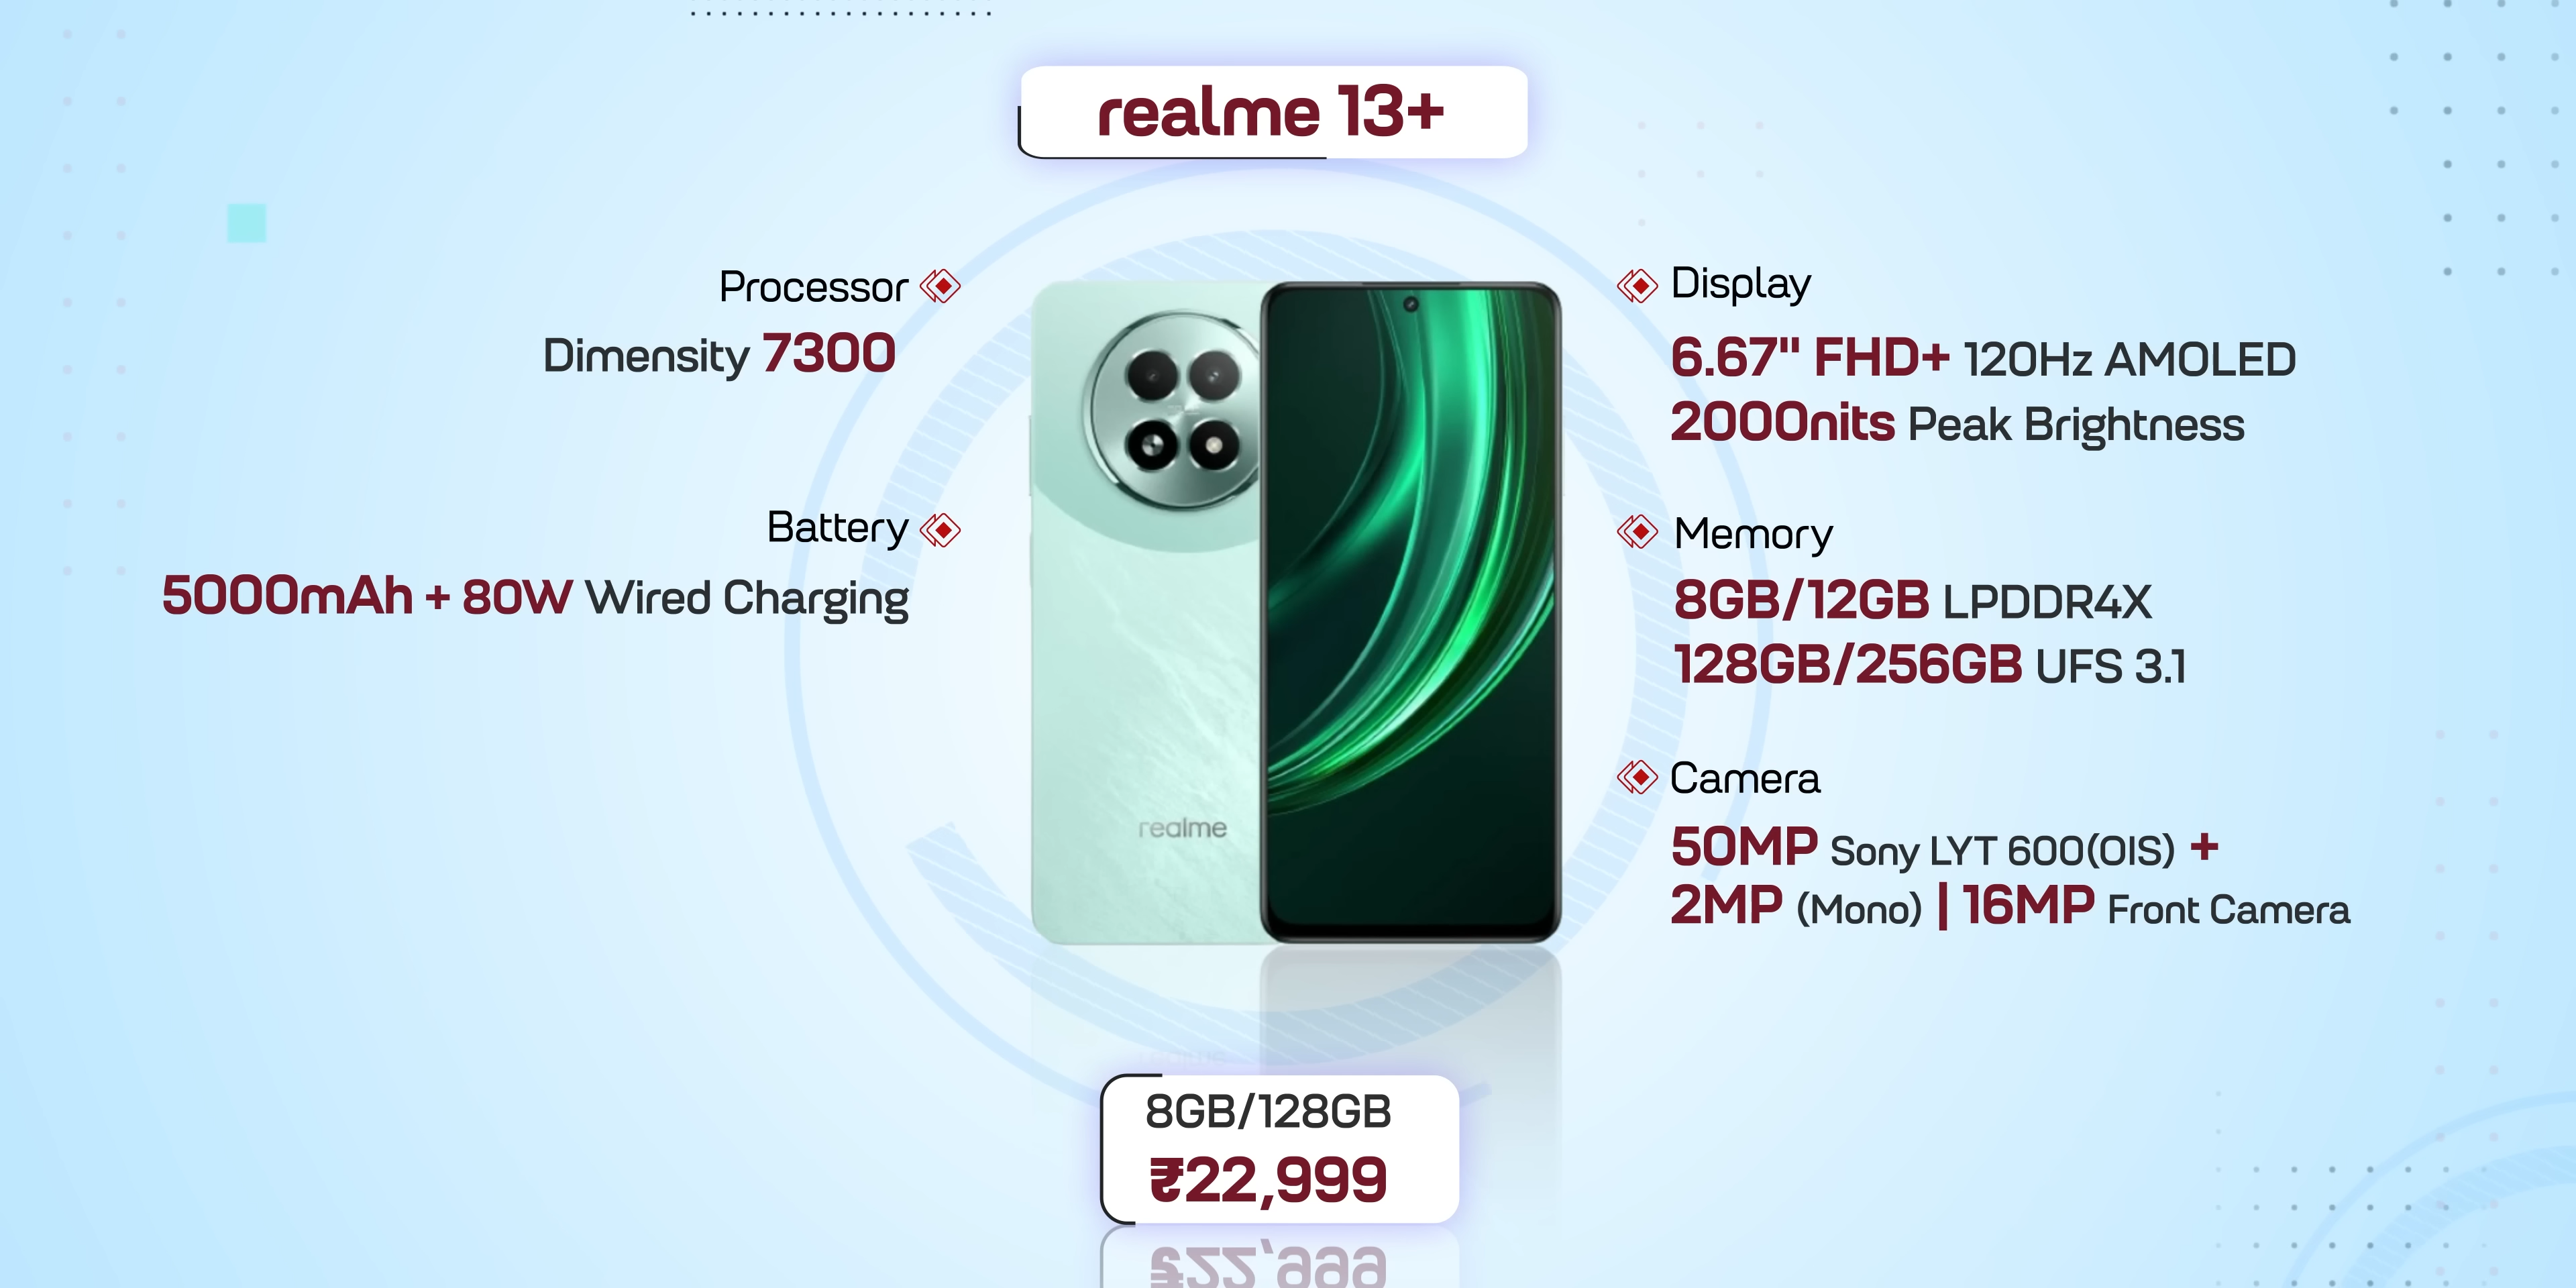 realme 13+
Processor
Dimensity 7300
Battery
5000mAh + 80W Wired Charging
realme
Display
6.67" FHD+ 120Hz AMOLED
2000nits Peak Brightness
Memory
8GB/12GB LPDDR4X
128GB/256GB UFS 3.1
Camera
50MP Sony LYT 600(OIS) +
2MP (Mono) | 16MP Front Camera
8GB/128GB
₹22,999